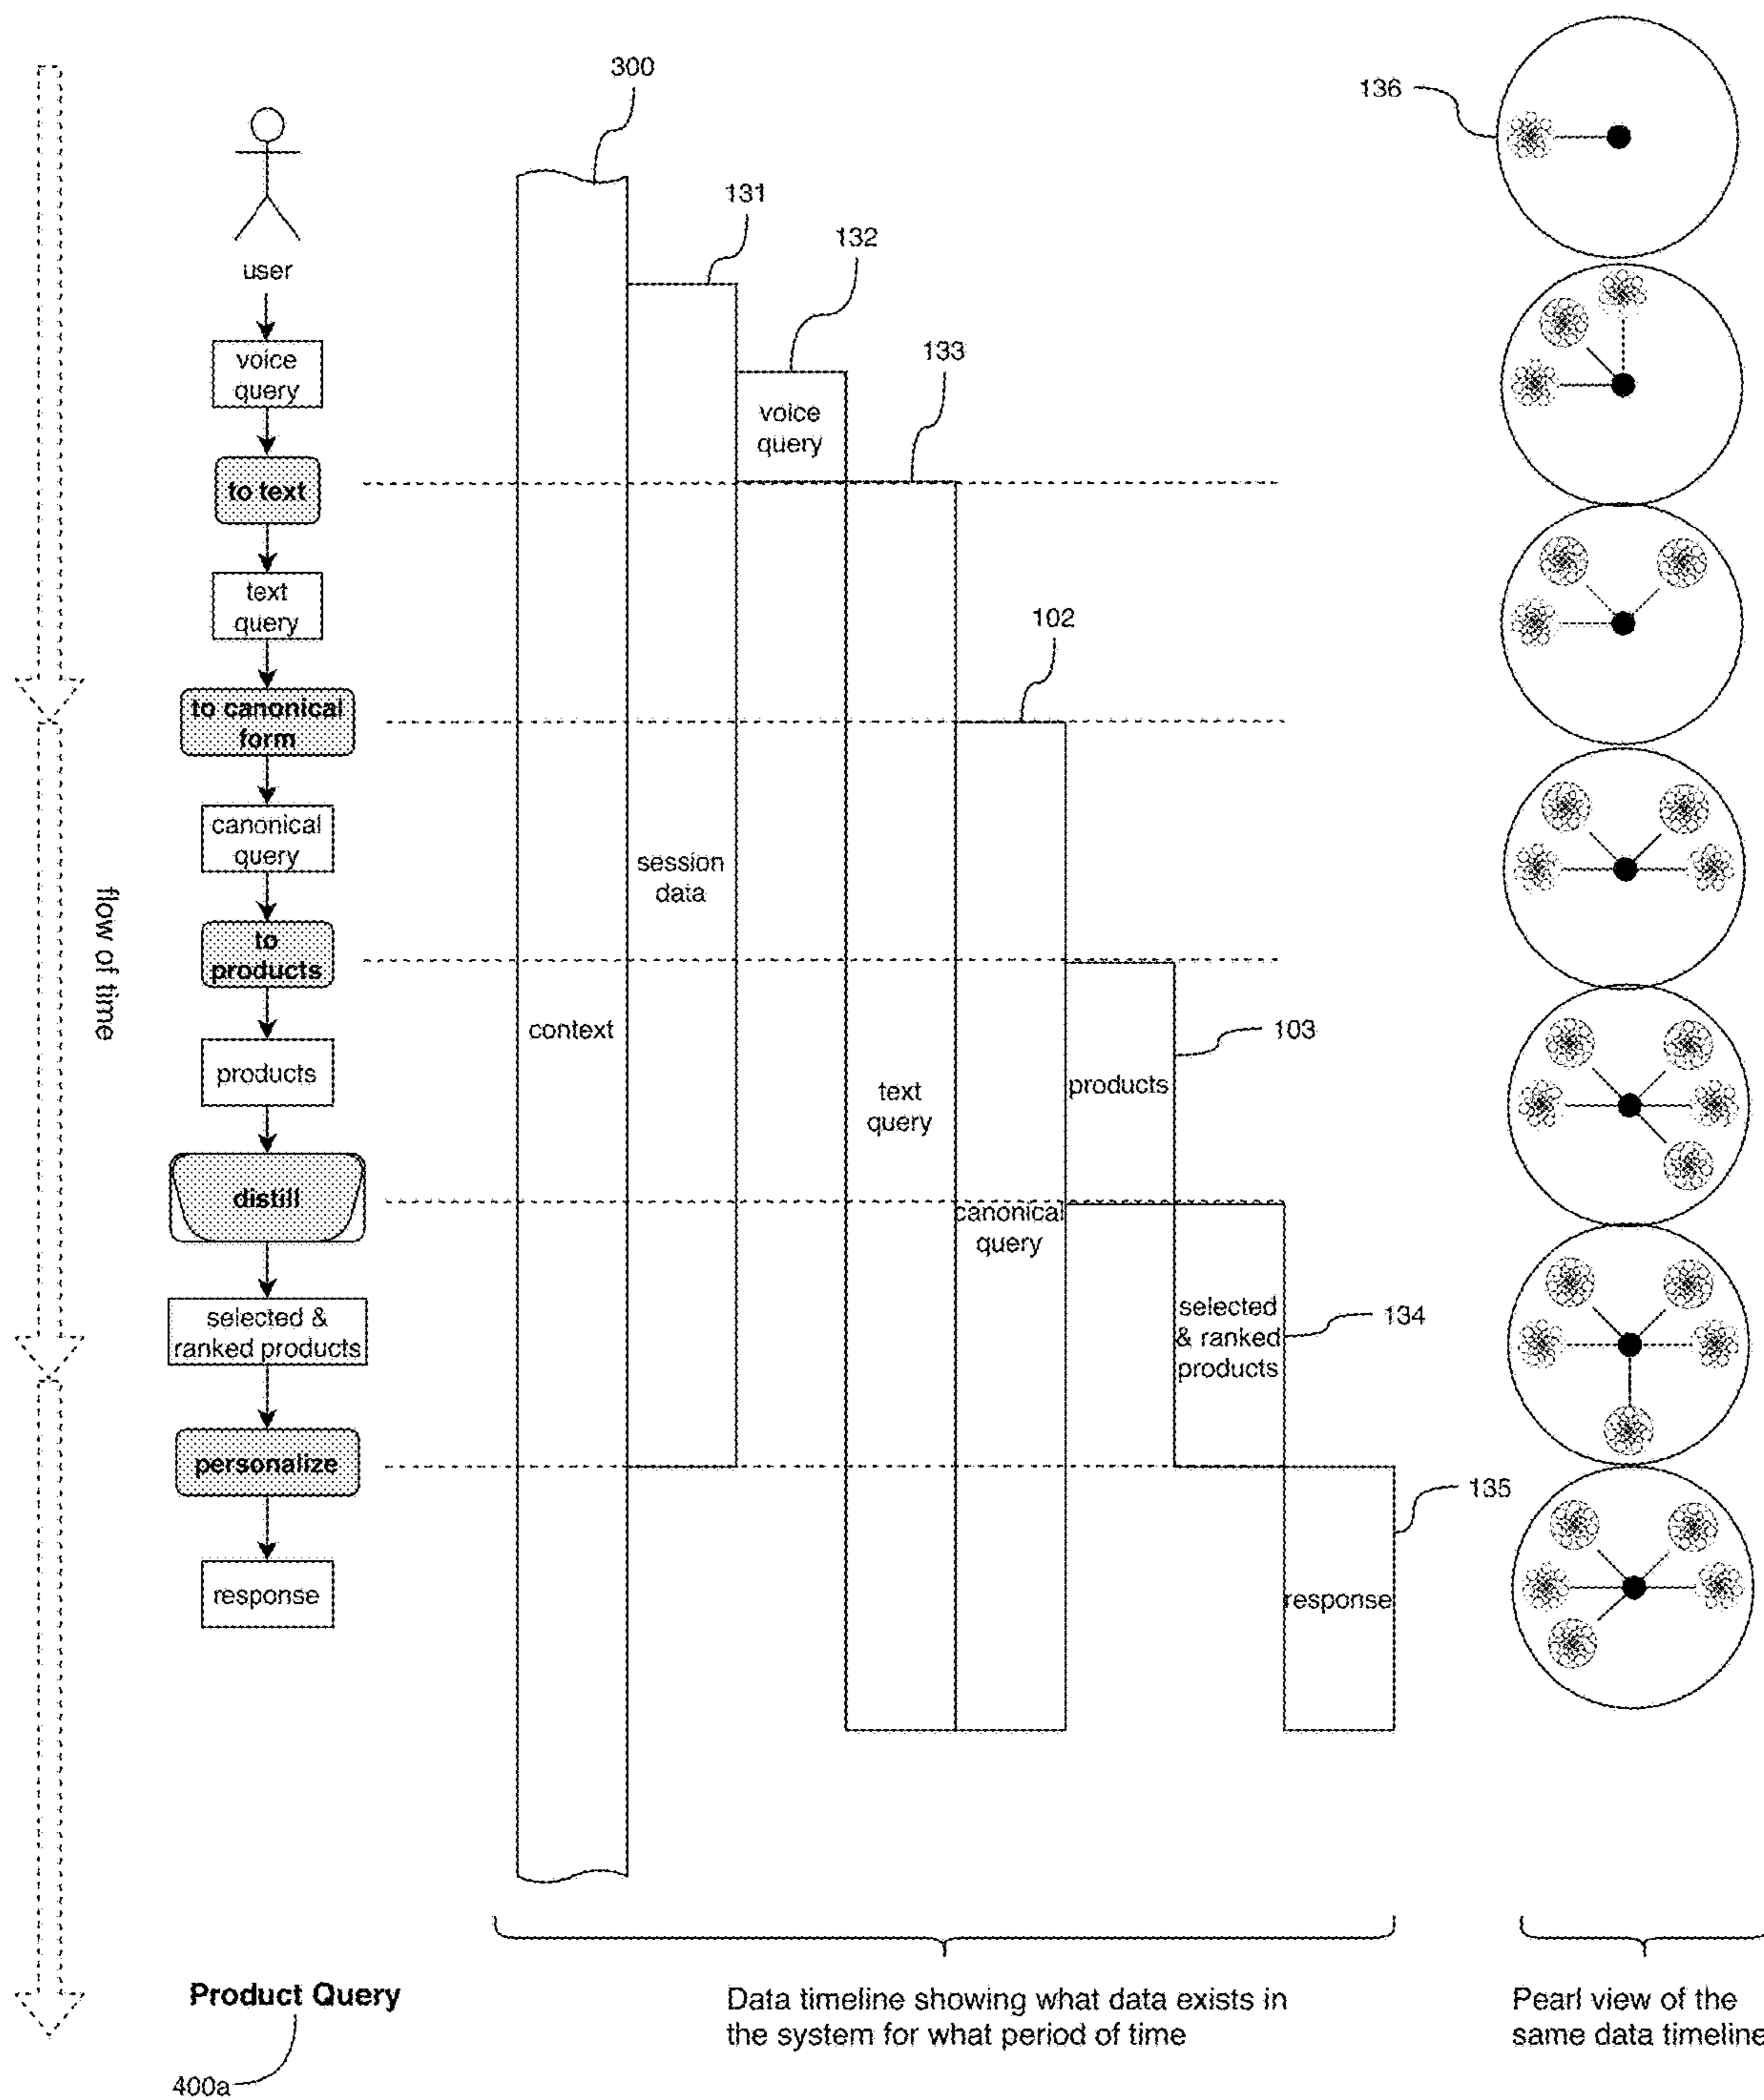 300
136
131
132
133
user
voice
query
to text
text
query
to canonical
form
canonical
query
to
products
products
distill
selected &
ranked products
personalize
response
flow of time
context
session
data
voice
query
text
query
102
canonical
query
103
products
134
selected
& ranked
products
135
response
Product Query
400a
Data timeline showing what data exists in
the system for what period of time
Pearl view of the
same data timeline